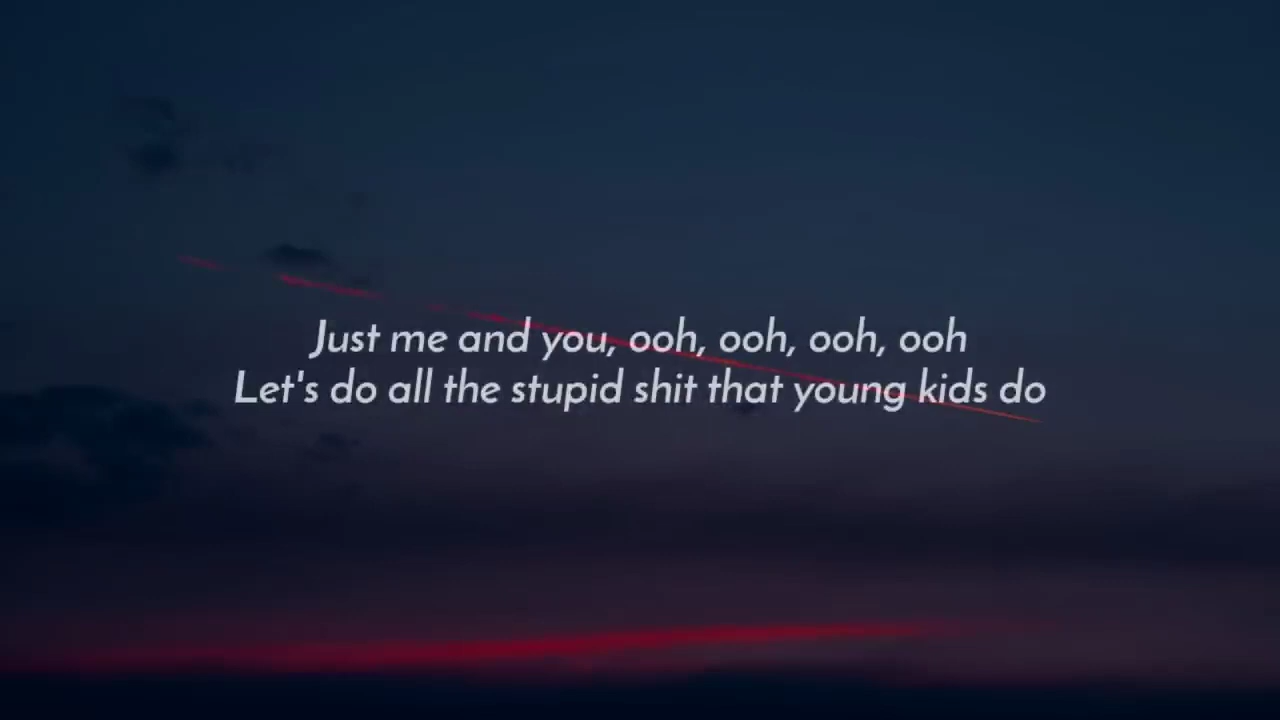 Just me and you, ooh, ooh, ooh, ooh
Let's do all the stupid shit that young kids do